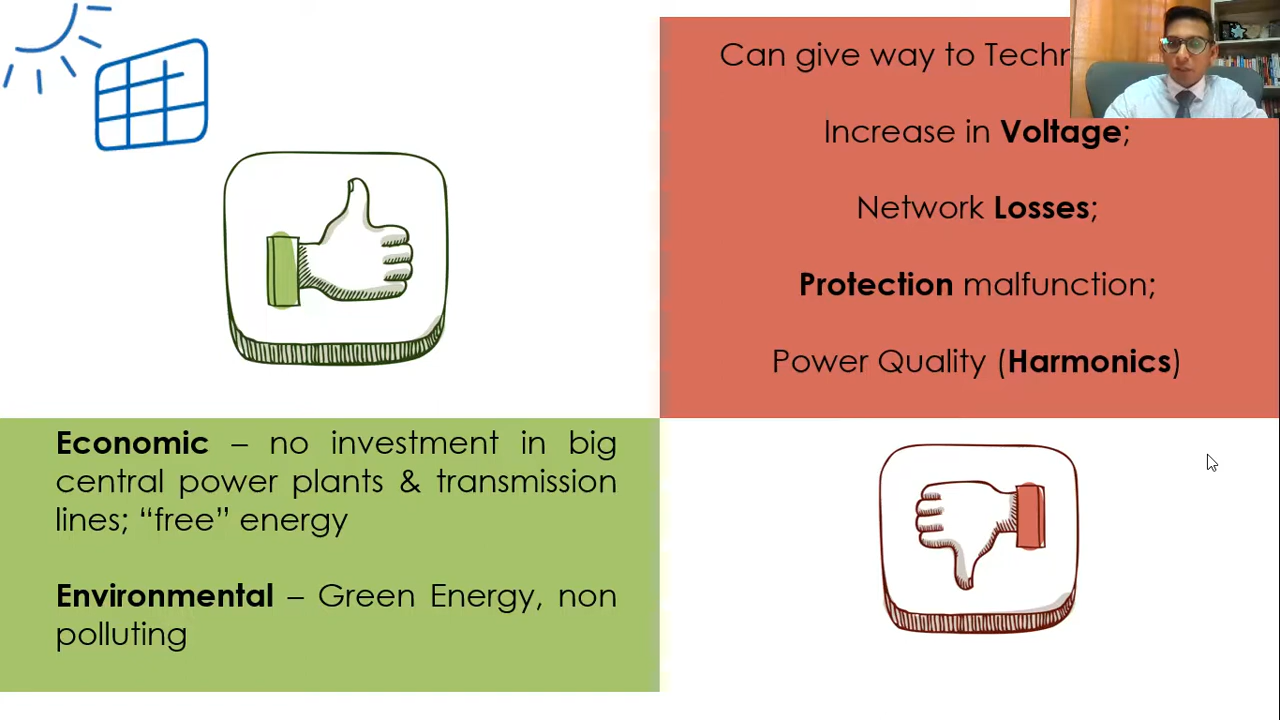 Can give way to
Increase in Voltage;
Network Losses;
Protection malfunction;
Power Quality (Harmonics)
Economic – no investment in big
central power plants & transmission
lines; “free” energy
Environmental – Green Energy, non
polluting